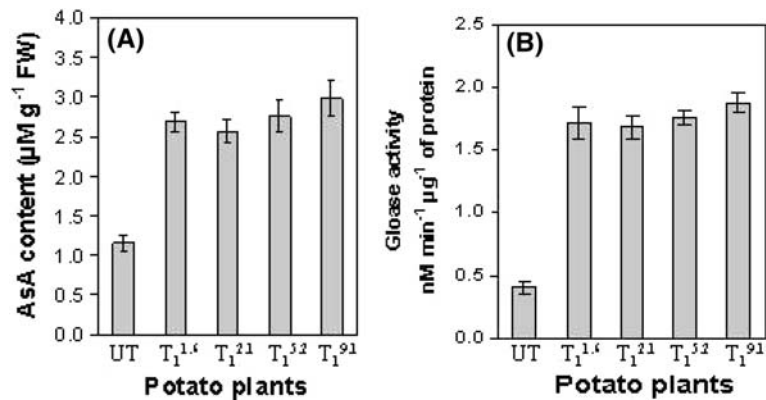 (A)
AsA content (µM g⁻¹ FW)
4.0
3.5
3.0
2.5
2.0
1.5
1.0
0.5
0.0
UT T₁¹·⁶ T₁²·¹ T₁⁵·² T₁⁹·¹
Potato plants
(B)
Gloase activity
nM min⁻¹ µg⁻¹ of protein
2.5
2.0
1.5
1.0
0.5
0.0
UT T₁¹·⁶ T₁²·¹ T₁⁵·² T₁⁹·¹
Potato plants